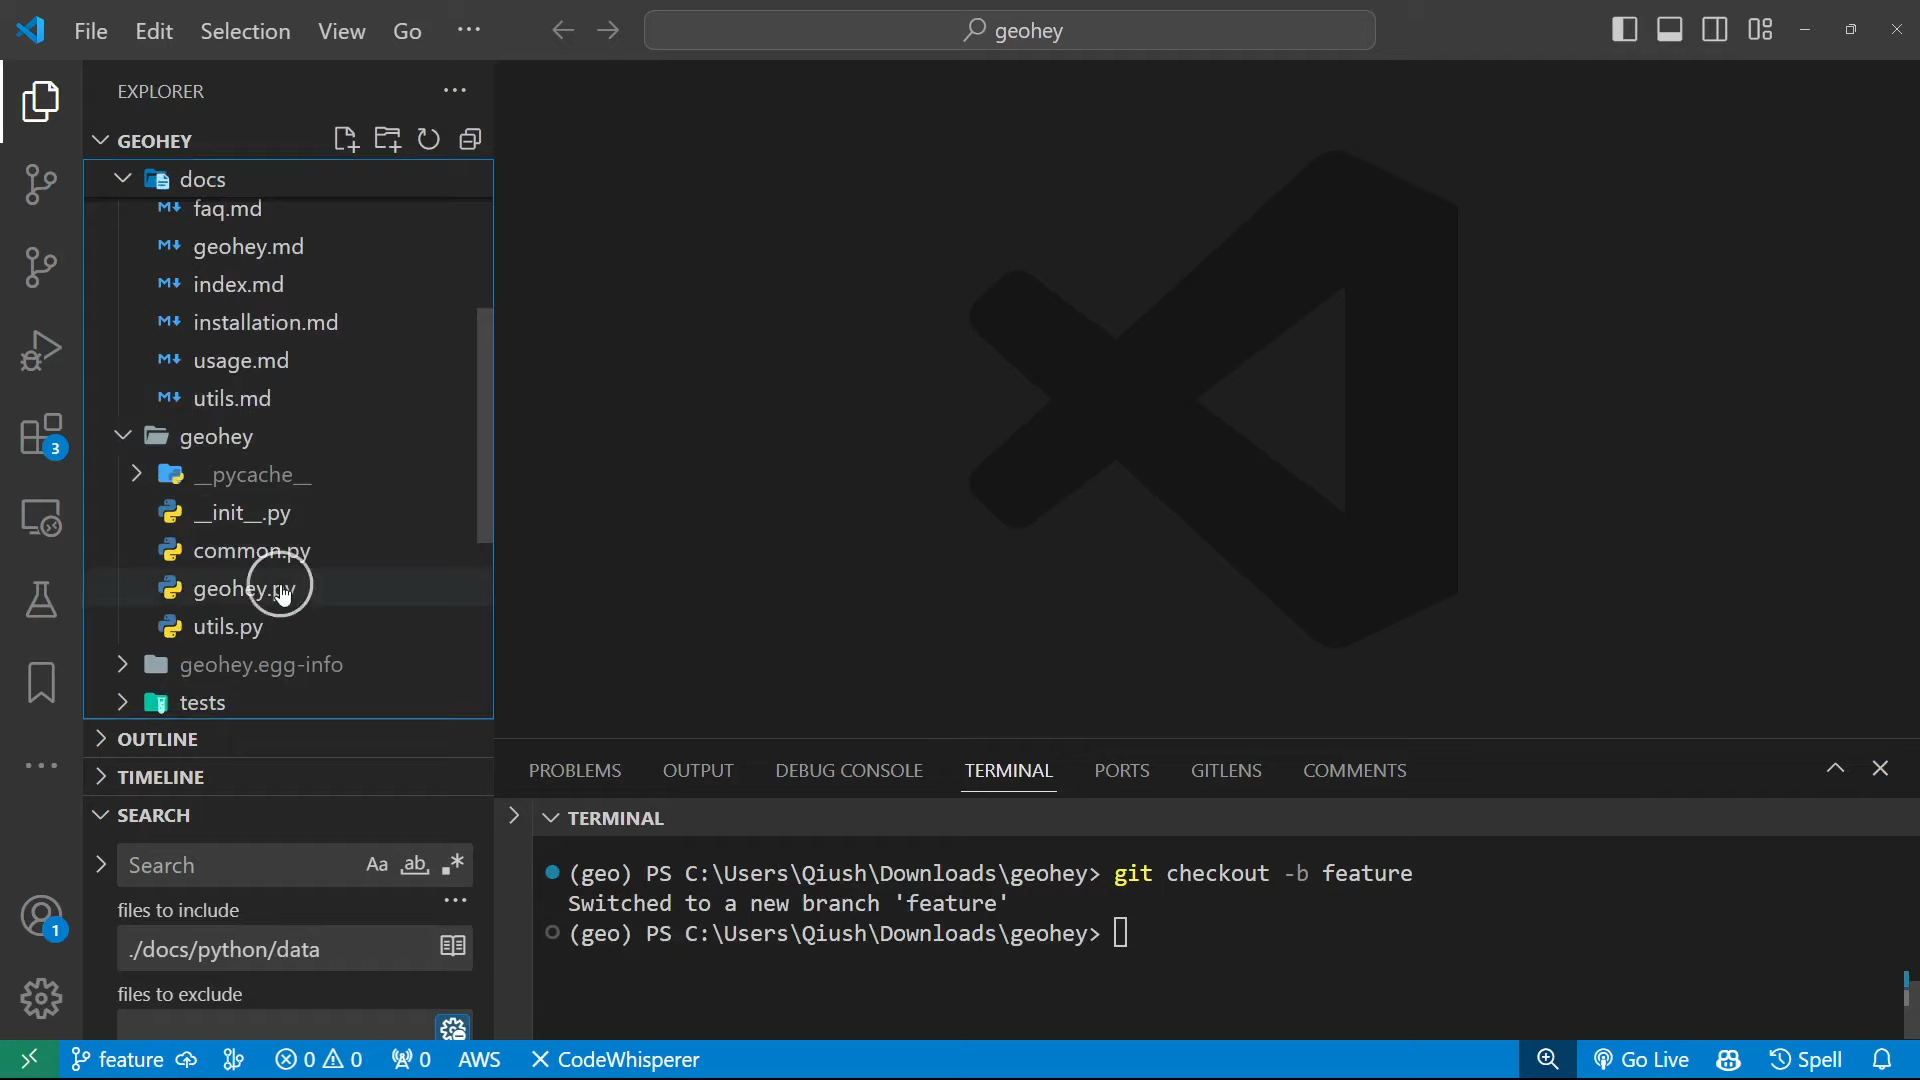 File Edit Selection View Go ···
geohey
EXPLORER ···
GEOHEY
docs
faq.md
geohey.md
index.md
installation.md
usage.md
utils.md
geohey
__pycache__
__init__.py
common.py
geohey.py
utils.py
geohey.egg-info
tests
OUTLINE
TIMELINE
SEARCH
Search Aa ab .*
files to include ···
./docs/python/data
files to exclude
3
1
PROBLEMS OUTPUT DEBUG CONSOLE TERMINAL PORTS GITLENS COMMENTS
TERMINAL
(geo) PS C:\Users\Qiush\Downloads\geohey> git checkout -b feature
Switched to a new branch 'feature'
(geo) PS C:\Users\Qiush\Downloads\geohey>
feature 0 0 0 AWS CodeWhisperer Go Live Spell